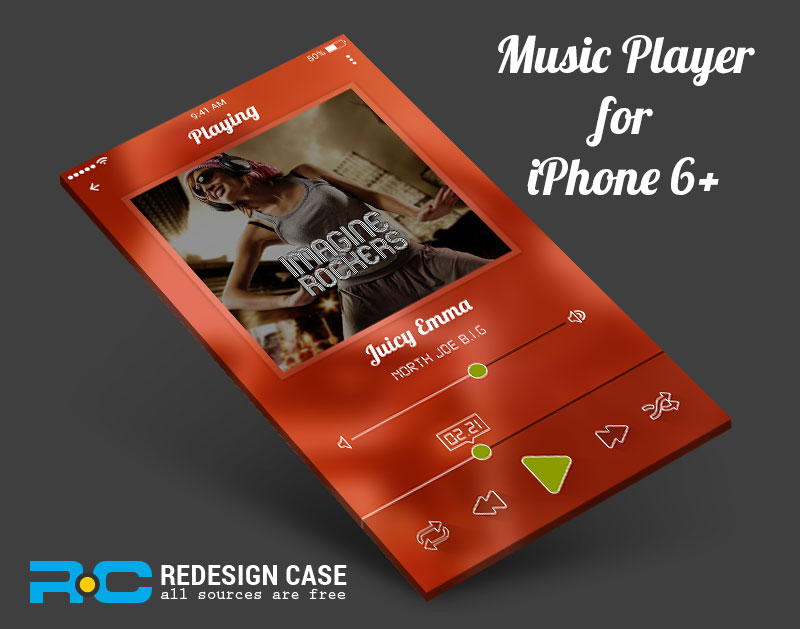 Music Player
for
iPhone 6+
50%
9:41 AM
Playing
IMAGINE
ROCKERS
Juicy Emma
NORTH JOE B.I.G
02.21
RC REDESIGN CASE
all sources are free